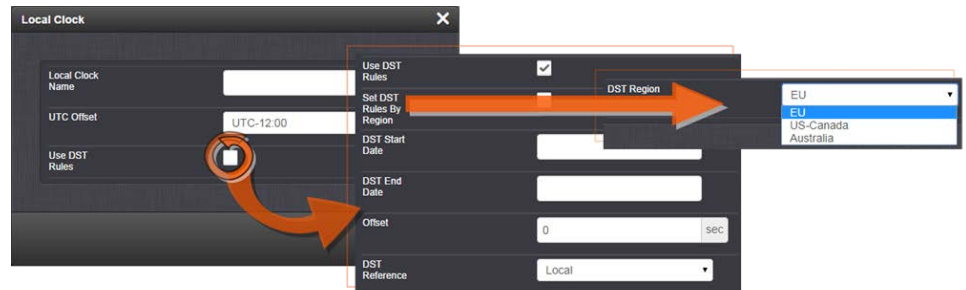 Local Clock
Local Clock
Name
UTC Offset
UTC-12:00
Use DST
Rules
Use DST
Rules
Set DST
Rules By
Region
DST Start
Date
DST End
Date
Offset
0
sec
DST
Reference
Local
DST Region
EU
EU
US-Canada
Australia